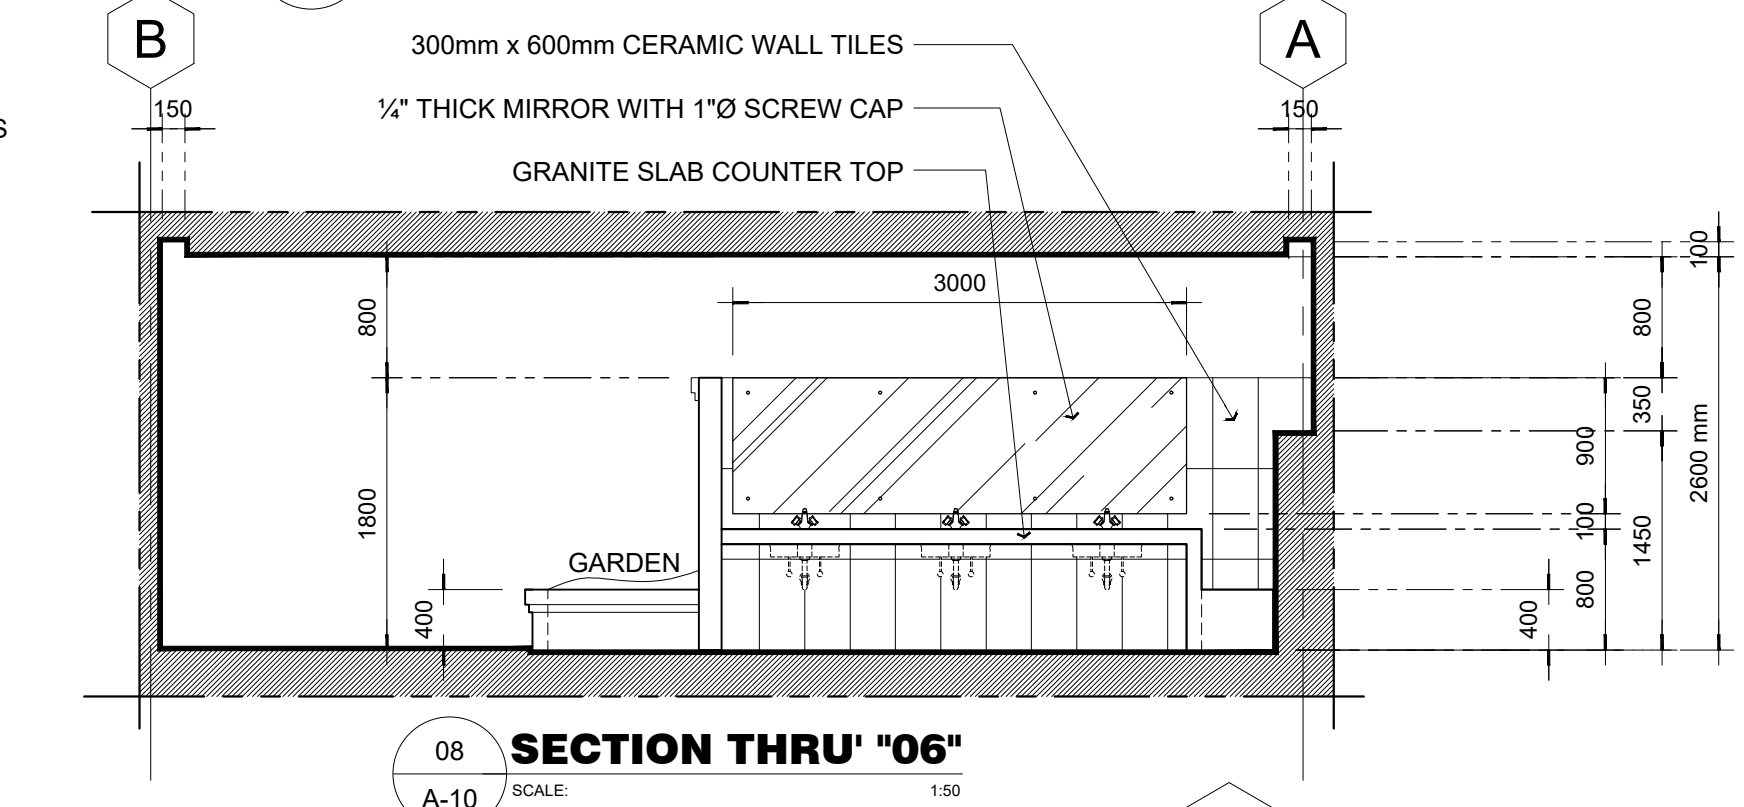 B
A
300mm x 600mm CERAMIC WALL TILES
¼" THICK MIRROR WITH 1"Ø SCREW CAP
GRANITE SLAB COUNTER TOP
S
150
150
3000
800
1800
400
GARDEN
100
800
350
900
2600 mm
100
1450
800
400
08
A-10
SECTION THRU' "06"
SCALE: 1:50